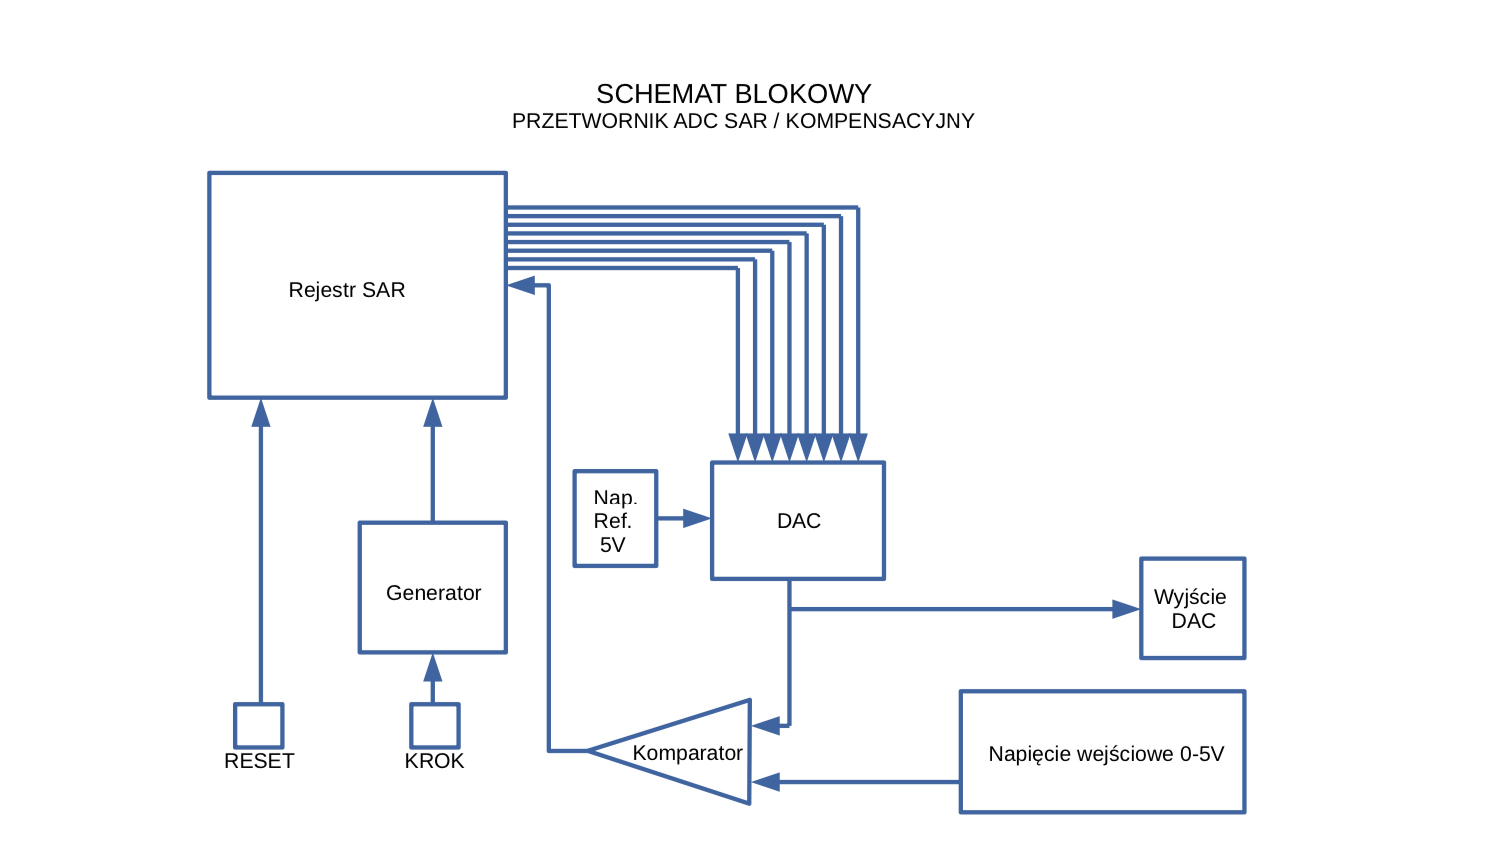 SCHEMAT BLOKOWY
PRZETWORNIK ADC SAR / KOMPENSACYJNY
Rejestr SAR
Nap.
Ref.
5V
DAC
Generator
Wyjście
DAC
Komparator
Napięcie wejściowe 0-5V
RESET
KROK